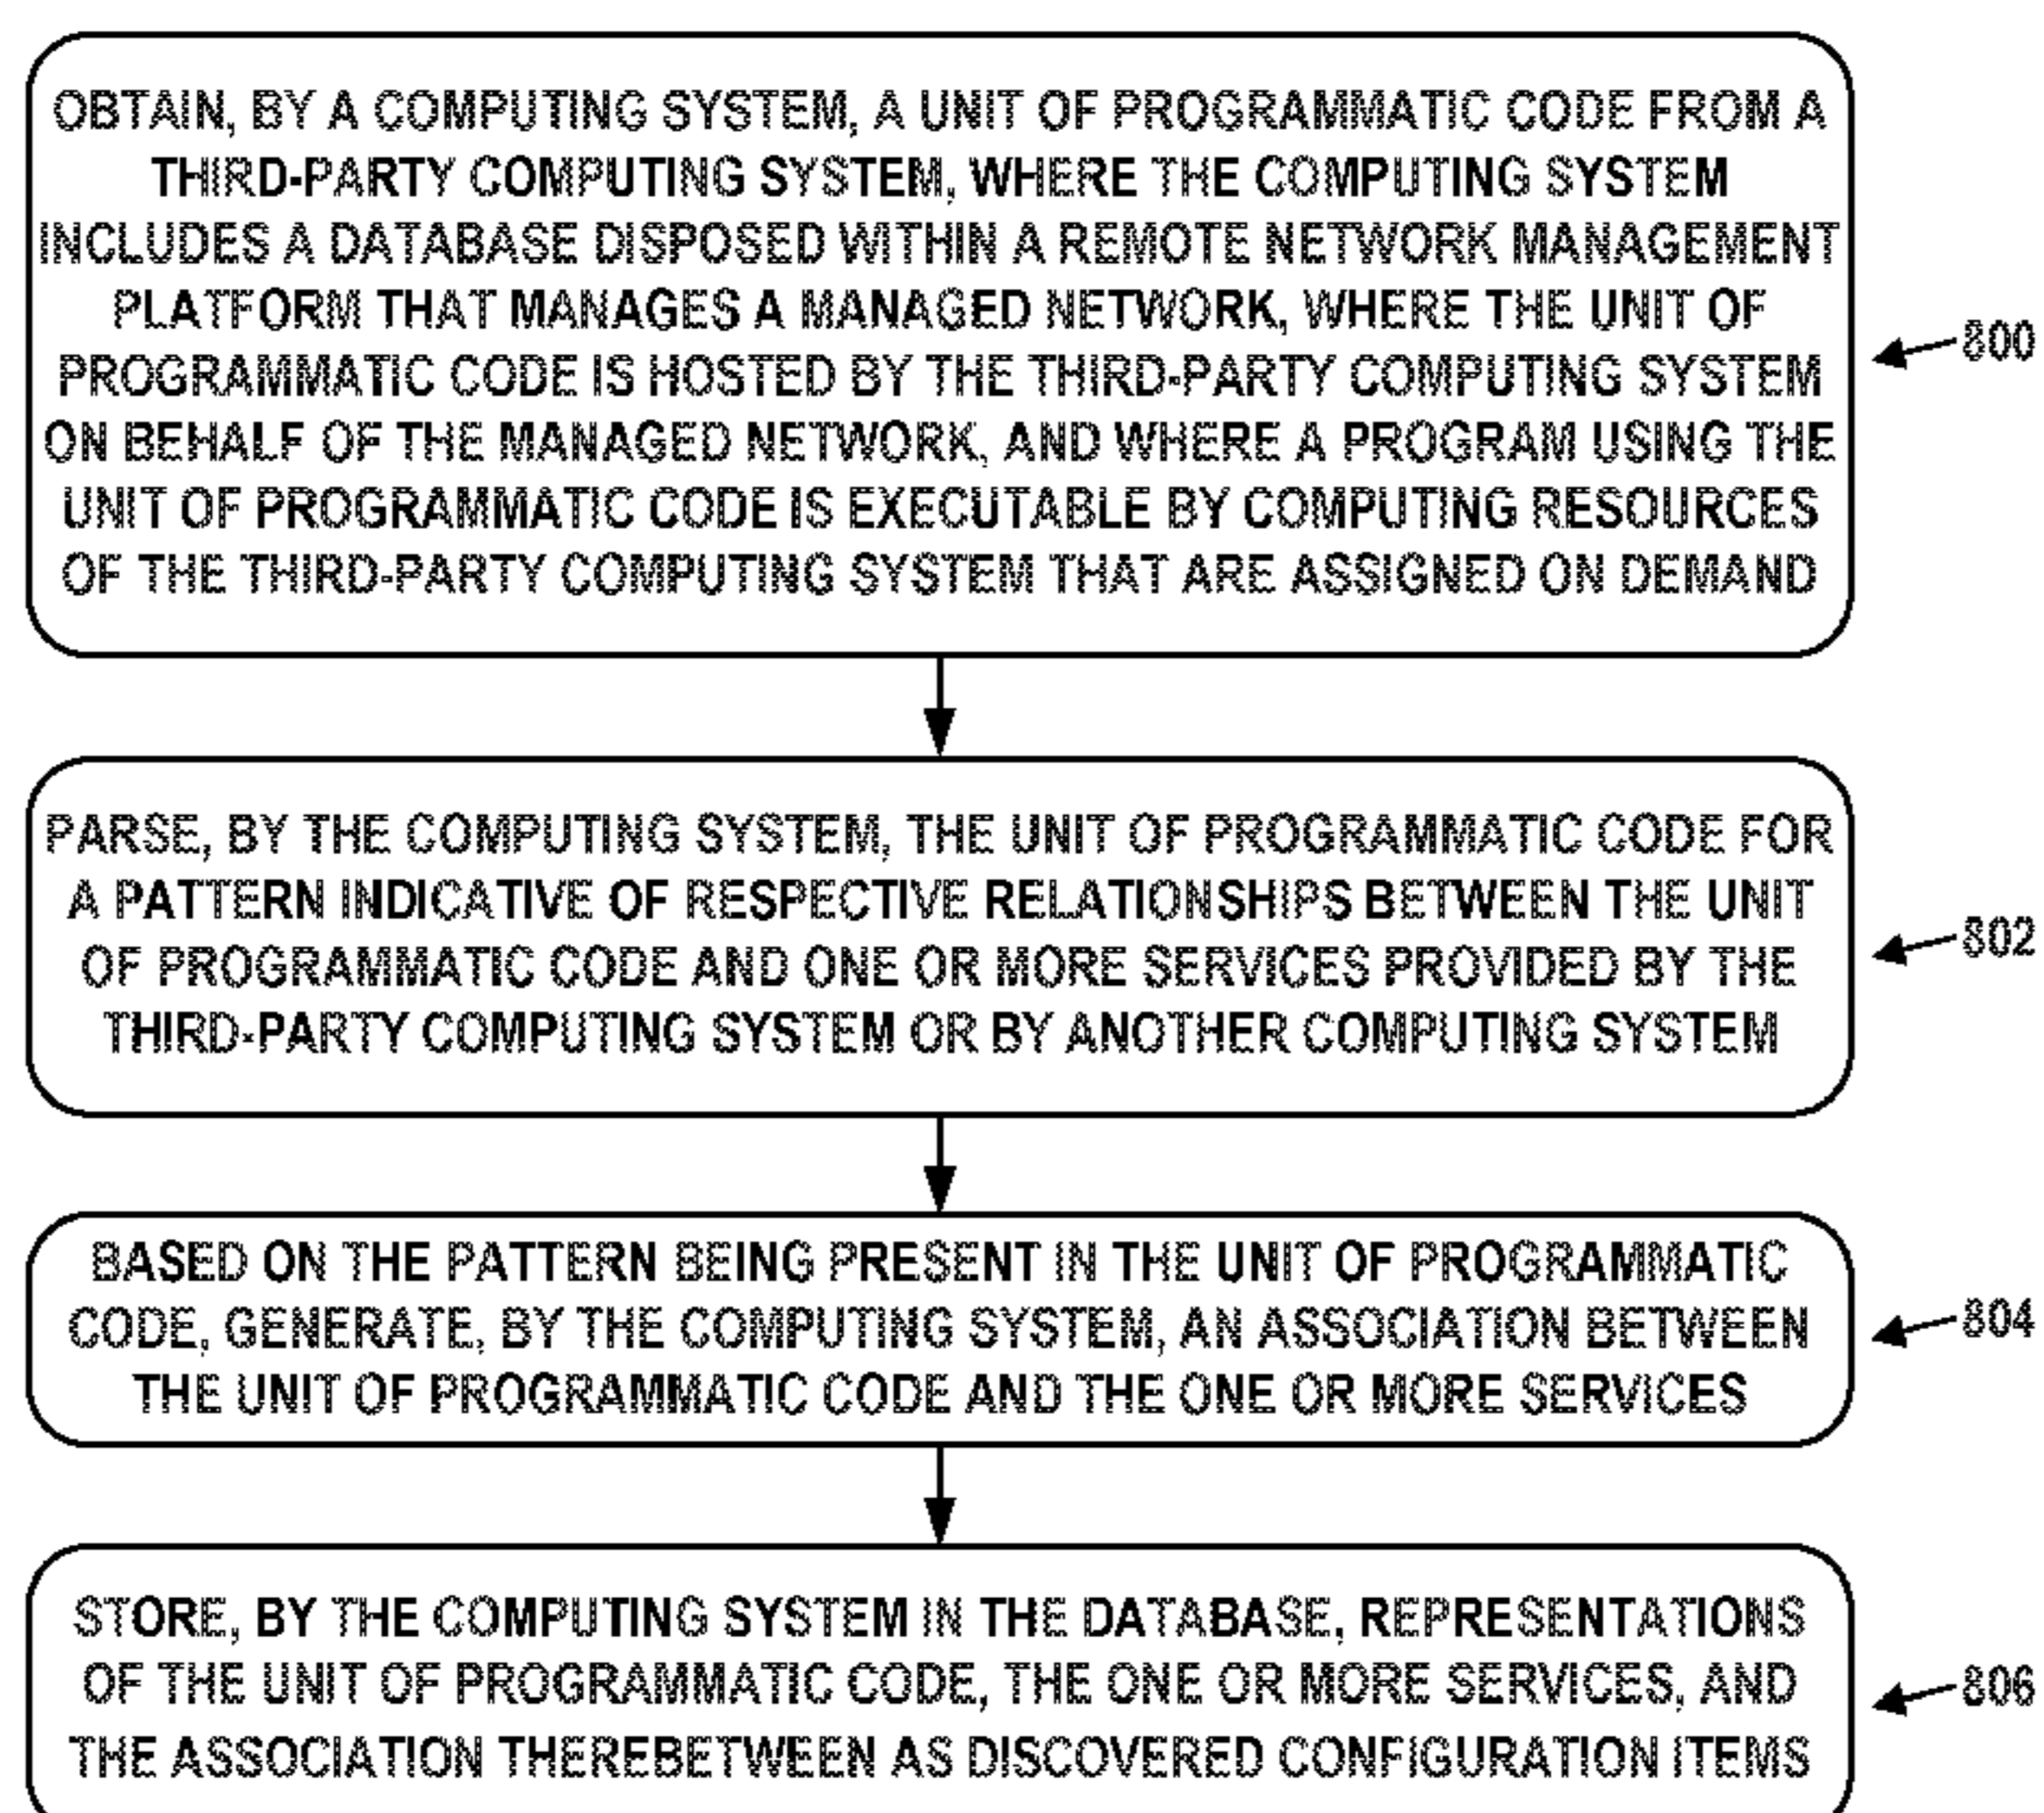 OBTAIN, BY A COMPUTING SYSTEM, A UNIT OF PROGRAMMATIC CODE FROM A
THIRD-PARTY COMPUTING SYSTEM, WHERE THE COMPUTING SYSTEM
INCLUDES A DATABASE DISPOSED WITHIN A REMOTE NETWORK MANAGEMENT
PLATFORM THAT MANAGES A MANAGED NETWORK, WHERE THE UNIT OF
PROGRAMMATIC CODE IS HOSTED BY THE THIRD-PARTY COMPUTING SYSTEM
ON BEHALF OF THE MANAGED NETWORK, AND WHERE A PROGRAM USING THE
UNIT OF PROGRAMMATIC CODE IS EXECUTABLE BY COMPUTING RESOURCES
OF THE THIRD-PARTY COMPUTING SYSTEM THAT ARE ASSIGNED ON DEMAND
800
PARSE, BY THE COMPUTING SYSTEM, THE UNIT OF PROGRAMMATIC CODE FOR
A PATTERN INDICATIVE OF RESPECTIVE RELATIONSHIPS BETWEEN THE UNIT
OF PROGRAMMATIC CODE AND ONE OR MORE SERVICES PROVIDED BY THE
THIRD-PARTY COMPUTING SYSTEM OR BY ANOTHER COMPUTING SYSTEM
802
BASED ON THE PATTERN BEING PRESENT IN THE UNIT OF PROGRAMMATIC
CODE, GENERATE, BY THE COMPUTING SYSTEM, AN ASSOCIATION BETWEEN
THE UNIT OF PROGRAMMATIC CODE AND THE ONE OR MORE SERVICES
804
STORE, BY THE COMPUTING SYSTEM IN THE DATABASE, REPRESENTATIONS
OF THE UNIT OF PROGRAMMATIC CODE, THE ONE OR MORE SERVICES, AND
THE ASSOCIATION THEREBETWEEN AS DISCOVERED CONFIGURATION ITEMS
806